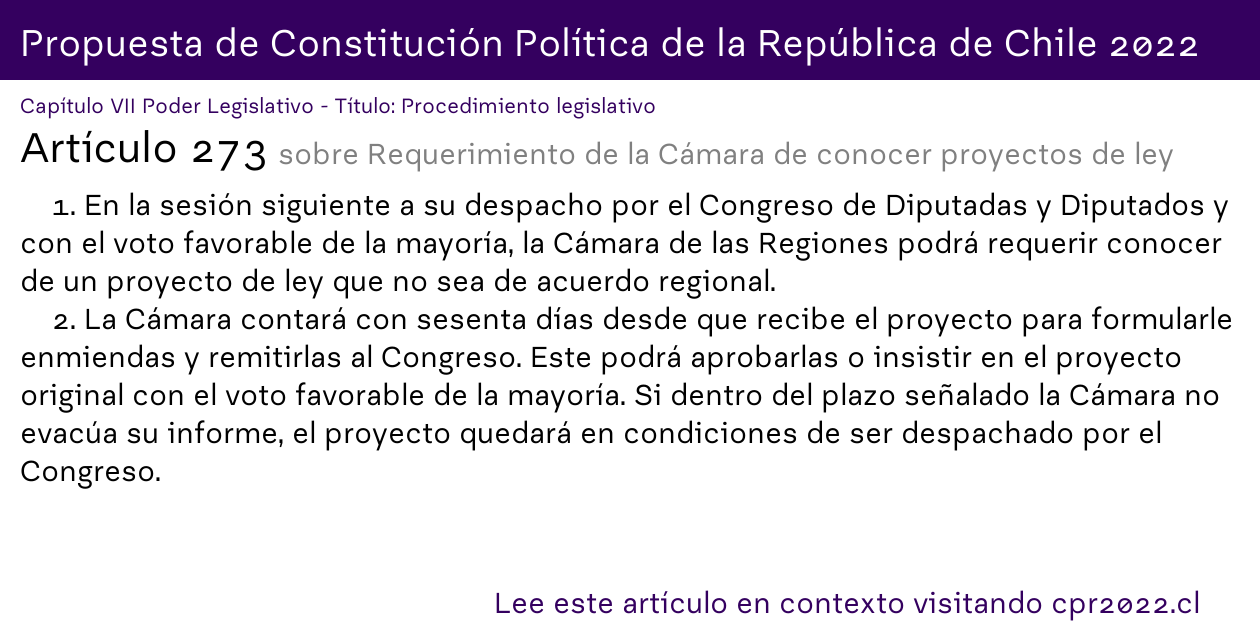 Propuesta de Constitución Política de la República de Chile 2022
Capítulo VII Poder Legislativo - Título: Procedimiento legislativo
Artículo 273 sobre Requerimiento de la Cámara de conocer proyectos de ley
1. En la sesión siguiente a su despacho por el Congreso de Diputadas y Diputados y
con el voto favorable de la mayoría, la Cámara de las Regiones podrá requerir conocer
de un proyecto de ley que no sea de acuerdo regional.
2. La Cámara contará con sesenta días desde que recibe el proyecto para formularle
enmiendas y remitirlas al Congreso. Este podrá aprobarlas o insistir en el proyecto
original con el voto favorable de la mayoría. Si dentro del plazo señalado la Cámara no
evacúa su informe, el proyecto quedará en condiciones de ser despachado por el
Congreso.
Lee este artículo en contexto visitando cpr2022.cl